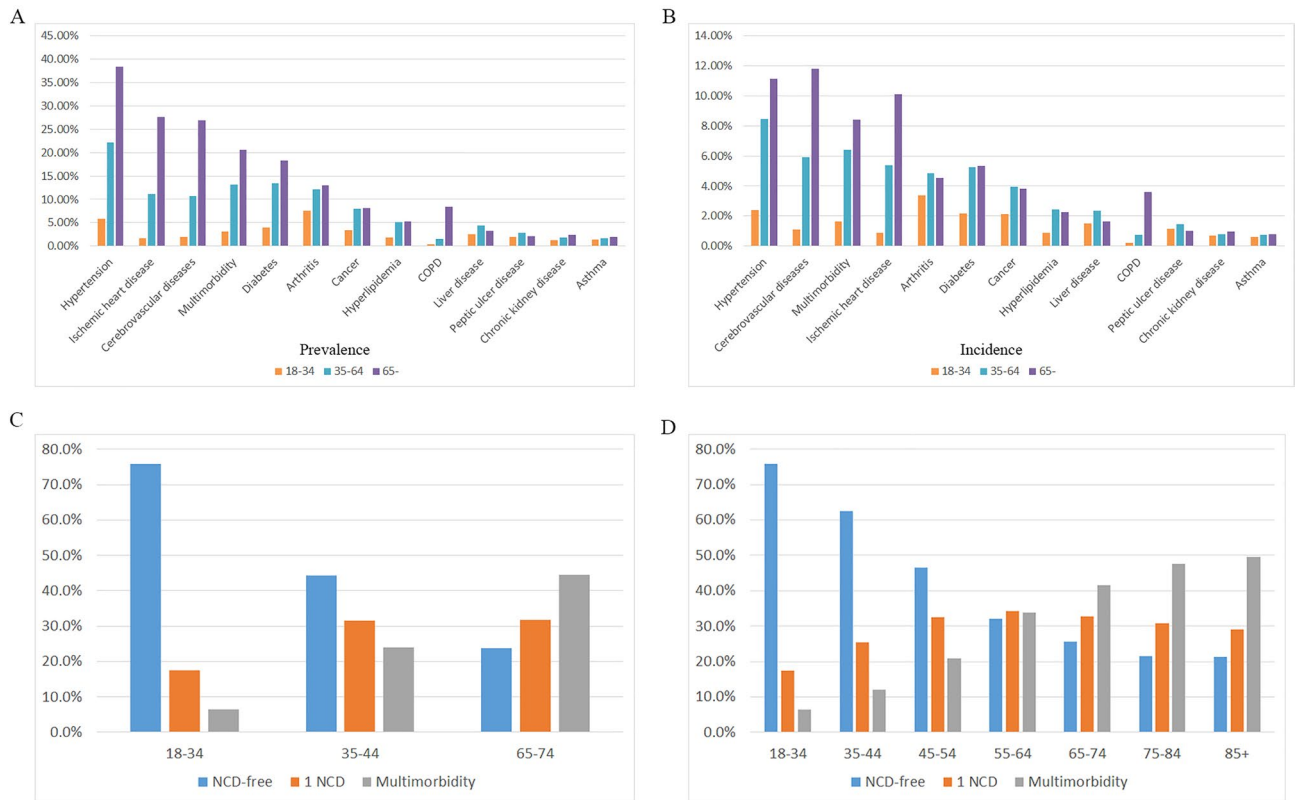 A
45.00%
40.00%
35.00%
30.00%
25.00%
20.00%
15.00%
10.00%
5.00%
0.00%
Hypertension
Ischemic heart disease
Cerebrovascular diseases
Multimorbidity
Diabetes
Arthritis
Cancer
Hyperlipidemia
COPD
Liver disease
Peptic ulcer disease
Chronic kidney disease
Asthma
Prevalence
18-34 35-64 65-
B
14.00%
12.00%
10.00%
8.00%
6.00%
4.00%
2.00%
0.00%
Hypertension
Cerebrovascular diseases
Multimorbidity
Ischemic heart disease
Arthritis
Diabetes
Cancer
Hyperlipidemia
Liver disease
COPD
Peptic ulcer disease
Chronic kidney disease
Asthma
Incidence
18-34 35-64 65-
C
80.0%
70.0%
60.0%
50.0%
40.0%
30.0%
20.0%
10.0%
0.0%
18-34 35-44 65-74
NCD-free 1 NCD Multimorbidity
D
80.0%
70.0%
60.0%
50.0%
40.0%
30.0%
20.0%
10.0%
0.0%
18-34 35-44 45-54 55-64 65-74 75-84 85+
NCD-free 1 NCD Multimorbidity